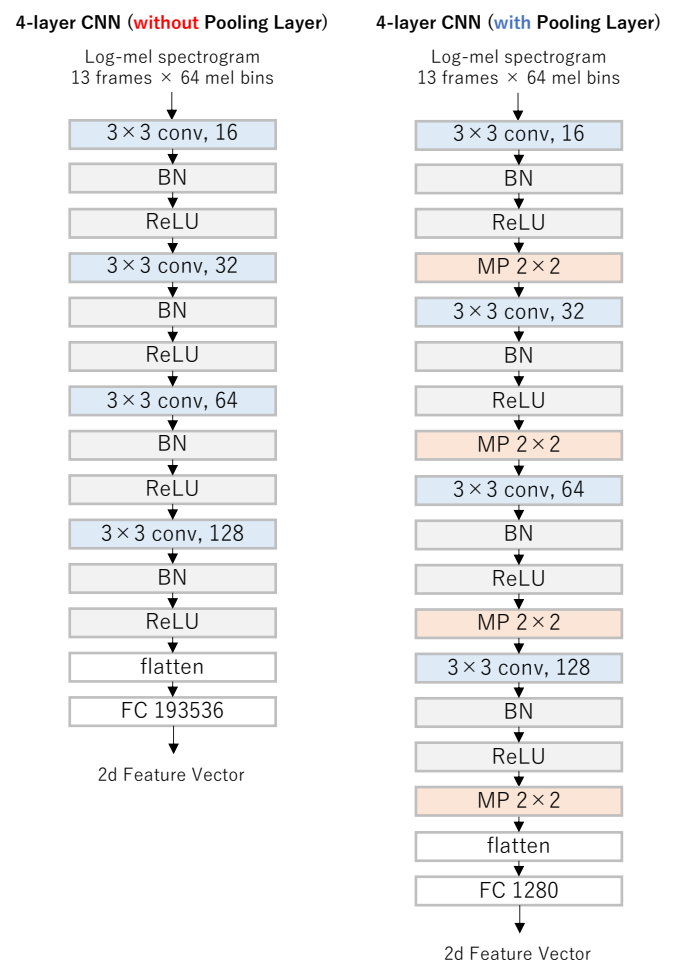 4-layer CNN (without Pooling Layer)
Log-mel spectrogram
13 frames × 64 mel bins
3×3 conv, 16
BN
ReLU
3×3 conv, 32
BN
ReLU
3×3 conv, 64
BN
ReLU
3×3 conv, 128
BN
ReLU
flatten
FC 193536
2d Feature Vector
4-layer CNN (with Pooling Layer)
Log-mel spectrogram
13 frames × 64 mel bins
3×3 conv, 16
BN
ReLU
MP 2×2
3×3 conv, 32
BN
ReLU
MP 2×2
3×3 conv, 64
BN
ReLU
MP 2×2
3×3 conv, 128
BN
ReLU
MP 2×2
flatten
FC 1280
2d Feature Vector